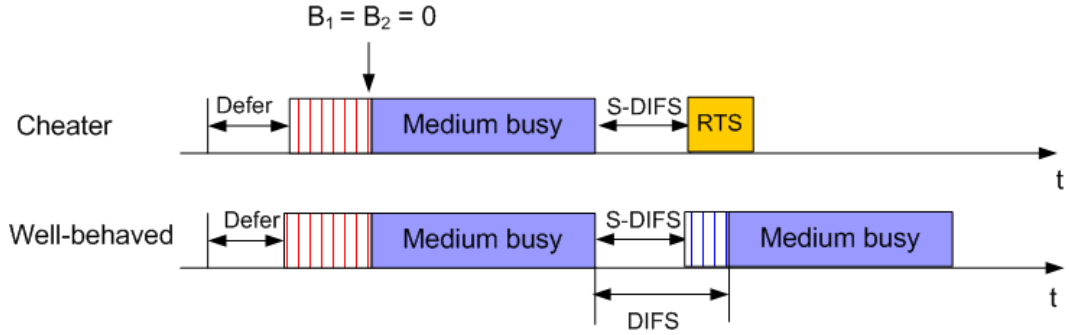 B₁ = B₂ = 0
Defer
S-DIFS
Cheater
Medium busy
RTS
t
Defer
S-DIFS
Well-behaved
Medium busy
Medium busy
t
DIFS